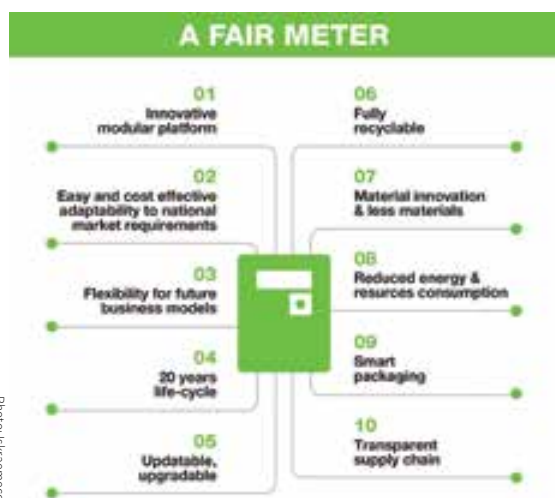 A FAIR METER
01
Innovative
modular platform
02
Easy and cost effective
adaptability to national
market requirements
03
Flexibility for future
business models
04
20 years
life-cycle
05
Updatable,
upgradable
06
Fully
recyclable
07
Material innovation
& less materials
08
Reduced energy &
resurces consumption
09
Smart
packaging
10
Transparent
supply chain